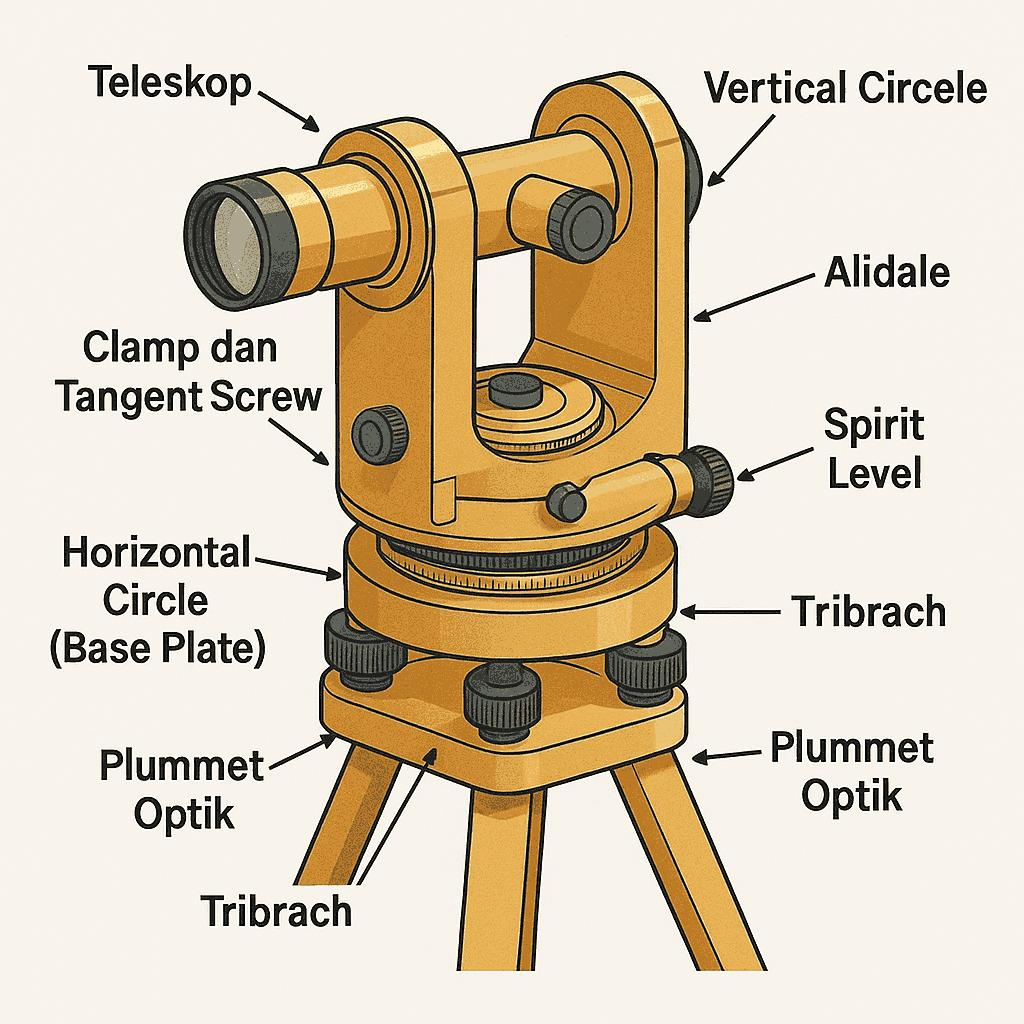 Teleskop
Vertical Circele
Alidale
Clamp dan
Tangent Screw
Spirit
Level
Horizontal
Circle
(Base Plate)
Tribrach
Plummet
Optik
Plummet
Optik
Tribrach